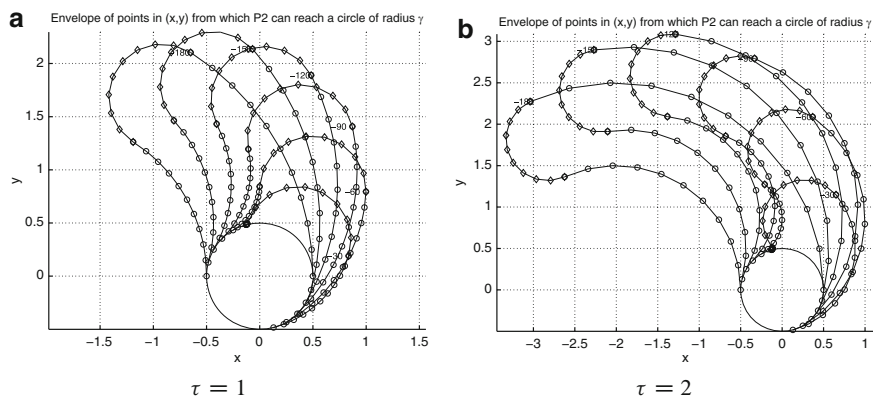 a
Envelope of points in (x,y) from which P2 can reach a circle of radius γ
2
1.5
1
0.5
0
y
−180
−150
−120
−90
−60
−30
−1.5 −1 −0.5 0 0.5 1 1.5
x
τ = 1
b
Envelope of points in (x,y) from which P2 can reach a circle of radius γ
3
2.5
2
1.5
1
0.5
0
y
−180
−150
−120
−90
−60
−30
−3 −2.5 −2 −1.5 −1 −0.5 0 0.5 1
x
τ = 2